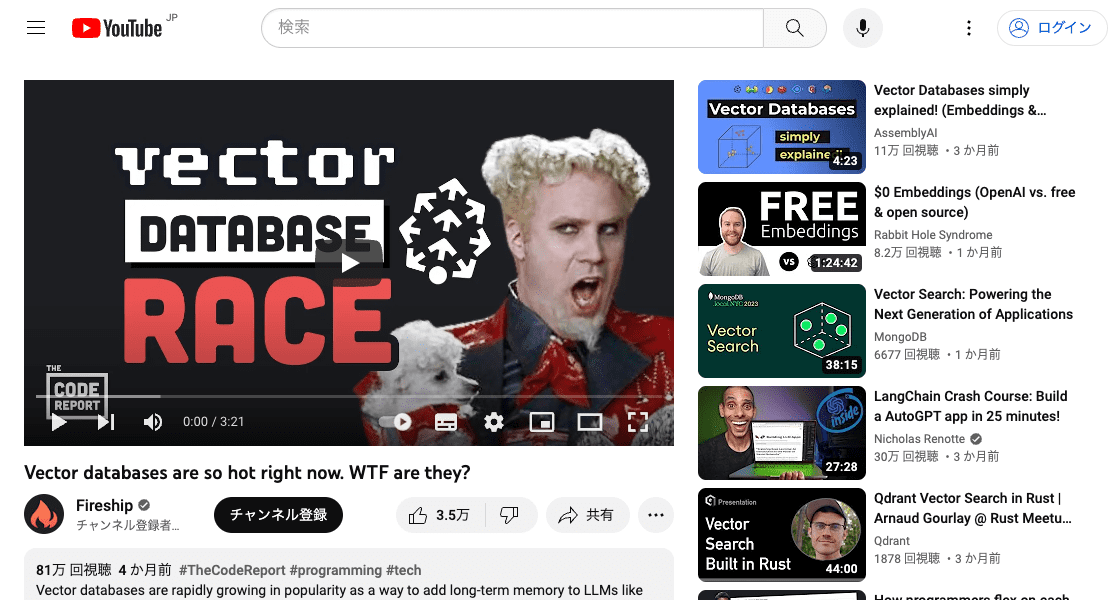 YouTube JP
検索
ログイン
vector
DATABASE
RACE
THE
CODE
REPORT
0:00 / 3:21
Vector databases are so hot right now. WTF are they?
Fireship
チャンネル登録者...
チャンネル登録
3.5万
共有
81万 回視聴 4 か月前 #TheCodeReport #programming #tech
Vector databases are rapidly growing in popularity as a way to add long-term memory to LLMs like
Vector Databases
simply
explained!
4:23
Vector Databases simply
explained! (Embeddings &...
AssemblyAI
11万 回視聴 • 3 か月前
FREE
Embeddings
VS
1:24:42
$0 Embeddings (OpenAI vs. free
& open source)
Rabbit Hole Syndrome
8.2万 回視聴 • 1 か月前
MongoDB
local NYC 2023
Vector
Search
38:15
Vector Search: Powering the
Next Generation of Applications
MongoDB
6677 回視聴 • 1 か月前
intel inside
27:28
LangChain Crash Course: Build
a AutoGPT app in 25 minutes!
Nicholas Renotte
30万 回視聴 • 3 か月前
Presentation
Vector
Search
Built in Rust
44:00
Qdrant Vector Search in Rust |
Arnaud Gourlay @ Rust Meetu...
Qdrant
1878 回視聴 • 3 か月前
How programmers flex on each